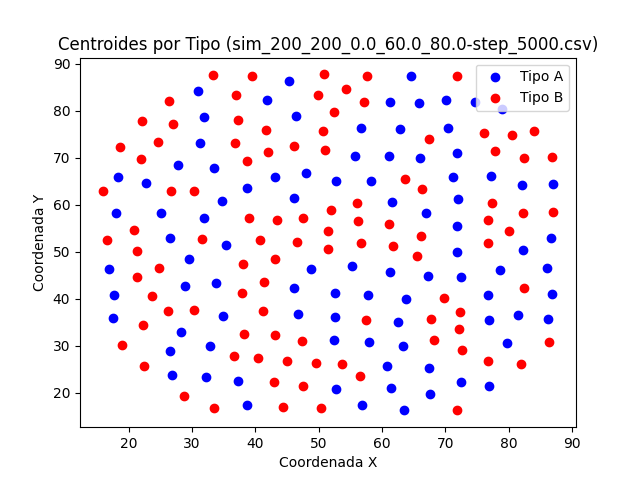 Centroides por Tipo (sim_200_200_0.0_60.0_80.0-step_5000.csv)
Tipo A
Tipo B
Coordenada Y
90
80
70
60
50
40
30
20
20 30 40 50 60 70 80 90
Coordenada X